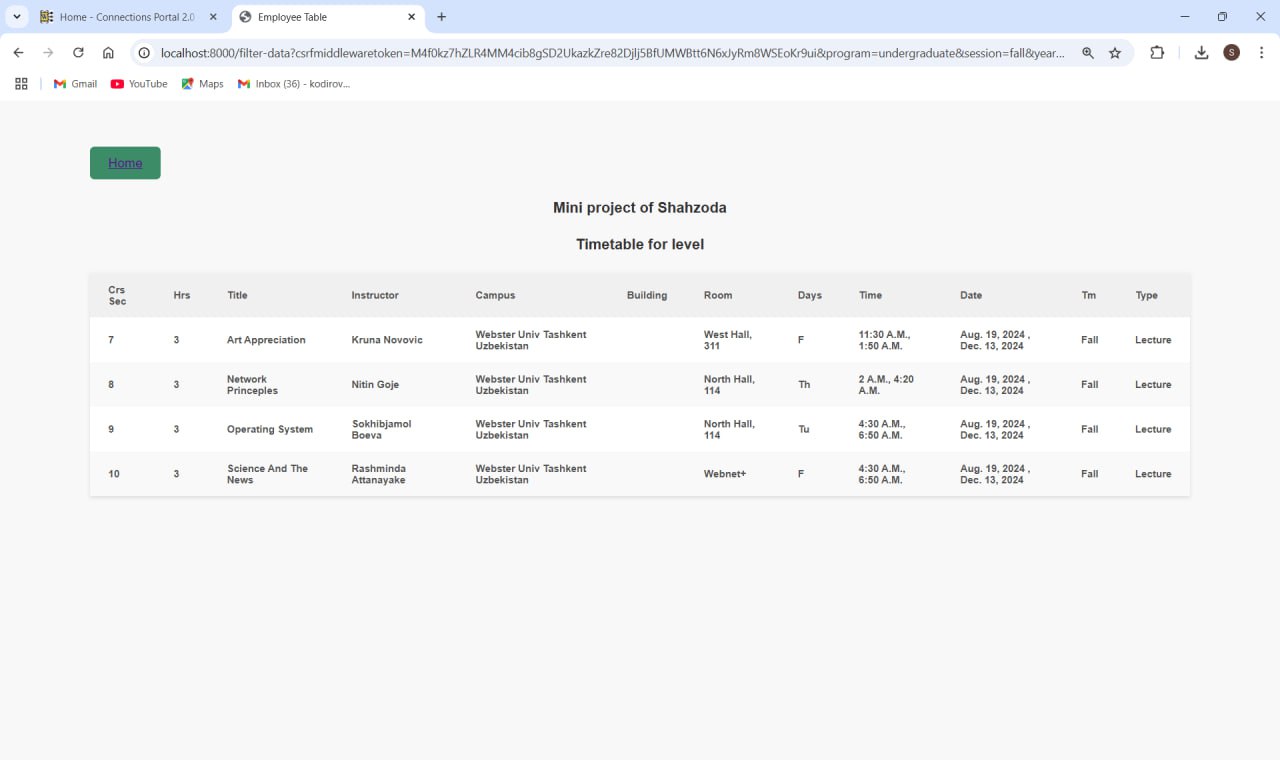 Home - Connections Portal 2.0
Employee Table
localhost:8000/filter-data?csrfmiddlewaretoken=M4f0kz7hZLR4MM4cib8gSD2UkazkZre82Djlj5BfUMWBtt6N6xJyRm8WSEoKr9ui&program=undergraduate&session=fall&year...
S
Gmail YouTube Maps Inbox (36) - kodirov...
Home
Mini project of Shahzoda
Timetable for level
Crs Sec Hrs Title Instructor Campus Building Room Days Time Date Tm Type
7 3 Art Appreciation Kruna Novovic Webster Univ Tashkent Uzbekistan West Hall, 311 F 11:30 A.M., 1:50 A.M. Aug. 19, 2024 , Dec. 13, 2024 Fall Lecture
8 3 Network Princeples Nitin Goje Webster Univ Tashkent Uzbekistan North Hall, 114 Th 2 A.M., 4:20 A.M. Aug. 19, 2024 , Dec. 13, 2024 Fall Lecture
9 3 Operating System Sokhibjamol Boeva Webster Univ Tashkent Uzbekistan North Hall, 114 Tu 4:30 A.M., 6:50 A.M. Aug. 19, 2024 , Dec. 13, 2024 Fall Lecture
10 3 Science And The News Rashminda Attanayake Webster Univ Tashkent Uzbekistan Webnet+ F 4:30 A.M., 6:50 A.M. Aug. 19, 2024 , Dec. 13, 2024 Fall Lecture